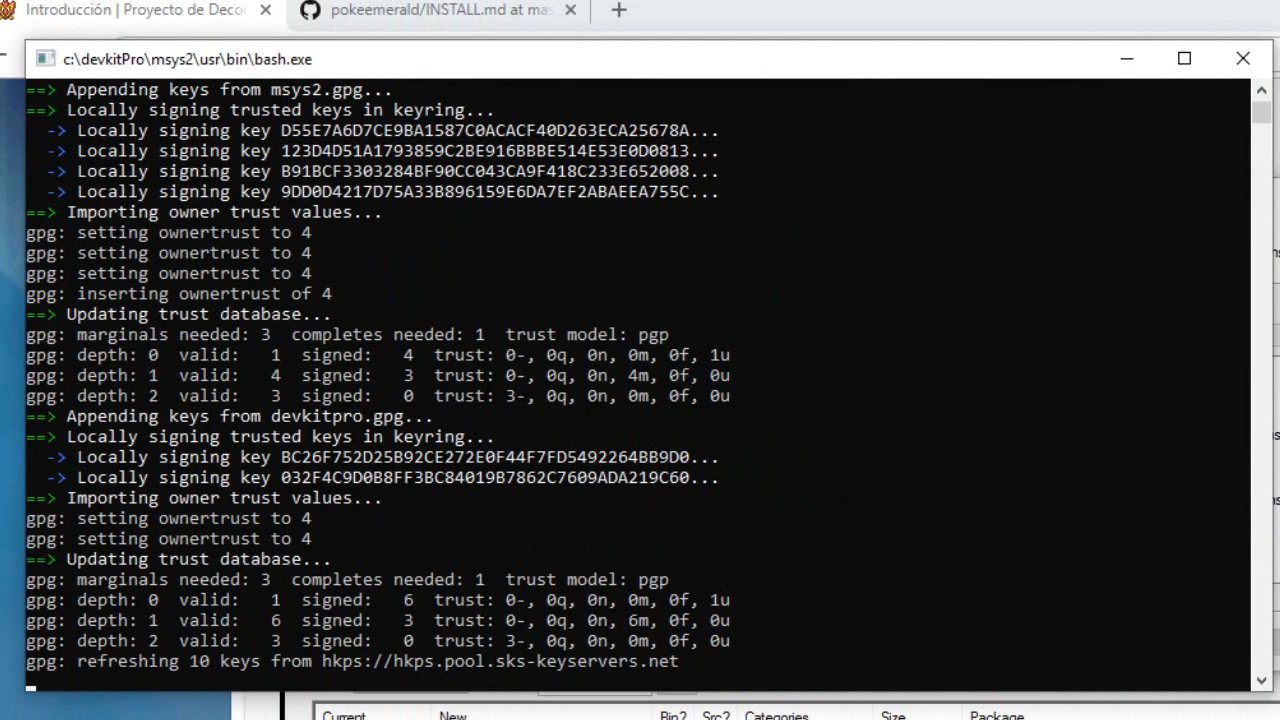 Introducción | Proyecto de Deco
pokeemerald/INSTALL.md at mas
c:\devkitPro\msys2\usr\bin\bash.exe
==> Appending keys from msys2.gpg...
==> Locally signing trusted keys in keyring...
-> Locally signing key D55E7A6D7CE9BA1587C0ACACF40D263ECA25678A...
-> Locally signing key 123D4D51A1793859C2BE916BBBE514E53E0D0813...
-> Locally signing key B91BCF3303284BF90CC043CA9F418C233E652008...
-> Locally signing key 9DD0D4217D75A33B896159E6DA7EF2ABAEEA755C...
==> Importing owner trust values...
gpg: setting ownertrust to 4
gpg: setting ownertrust to 4
gpg: setting ownertrust to 4
gpg: inserting ownertrust of 4
==> Updating trust database...
gpg: marginals needed: 3  completes needed: 1  trust model: pgp
gpg: depth: 0  valid:   1  signed:   4  trust: 0-, 0q, 0n, 0m, 0f, 1u
gpg: depth: 1  valid:   4  signed:   3  trust: 0-, 0q, 0n, 4m, 0f, 0u
gpg: depth: 2  valid:   3  signed:   0  trust: 3-, 0q, 0n, 0m, 0f, 0u
==> Appending keys from devkitpro.gpg...
==> Locally signing trusted keys in keyring...
-> Locally signing key BC26F752D25B92CE272E0F44F7FD5492264BB9D0...
-> Locally signing key 032F4C9D0B8FF3BC84019B7862C7609ADA219C60...
==> Importing owner trust values...
gpg: setting ownertrust to 4
gpg: setting ownertrust to 4
==> Updating trust database...
gpg: marginals needed: 3  completes needed: 1  trust model: pgp
gpg: depth: 0  valid:   1  signed:   6  trust: 0-, 0q, 0n, 0m, 0f, 1u
gpg: depth: 1  valid:   6  signed:   3  trust: 0-, 0q, 0n, 6m, 0f, 0u
gpg: depth: 2  valid:   3  signed:   0  trust: 3-, 0q, 0n, 0m, 0f, 0u
gpg: refreshing 10 keys from hkps://hkps.pool.sks-keyservers.net
Current New Bin? Src? Categories Size Package